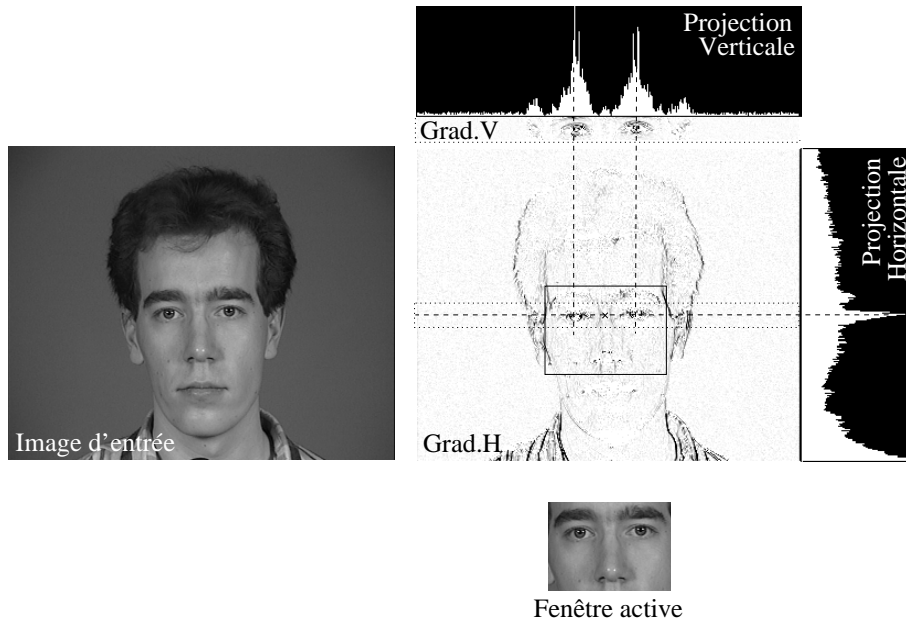 Projection
Verticale
Grad.V
Projection
Horizontale
Image d'entrée
Grad.H
Fenêtre active